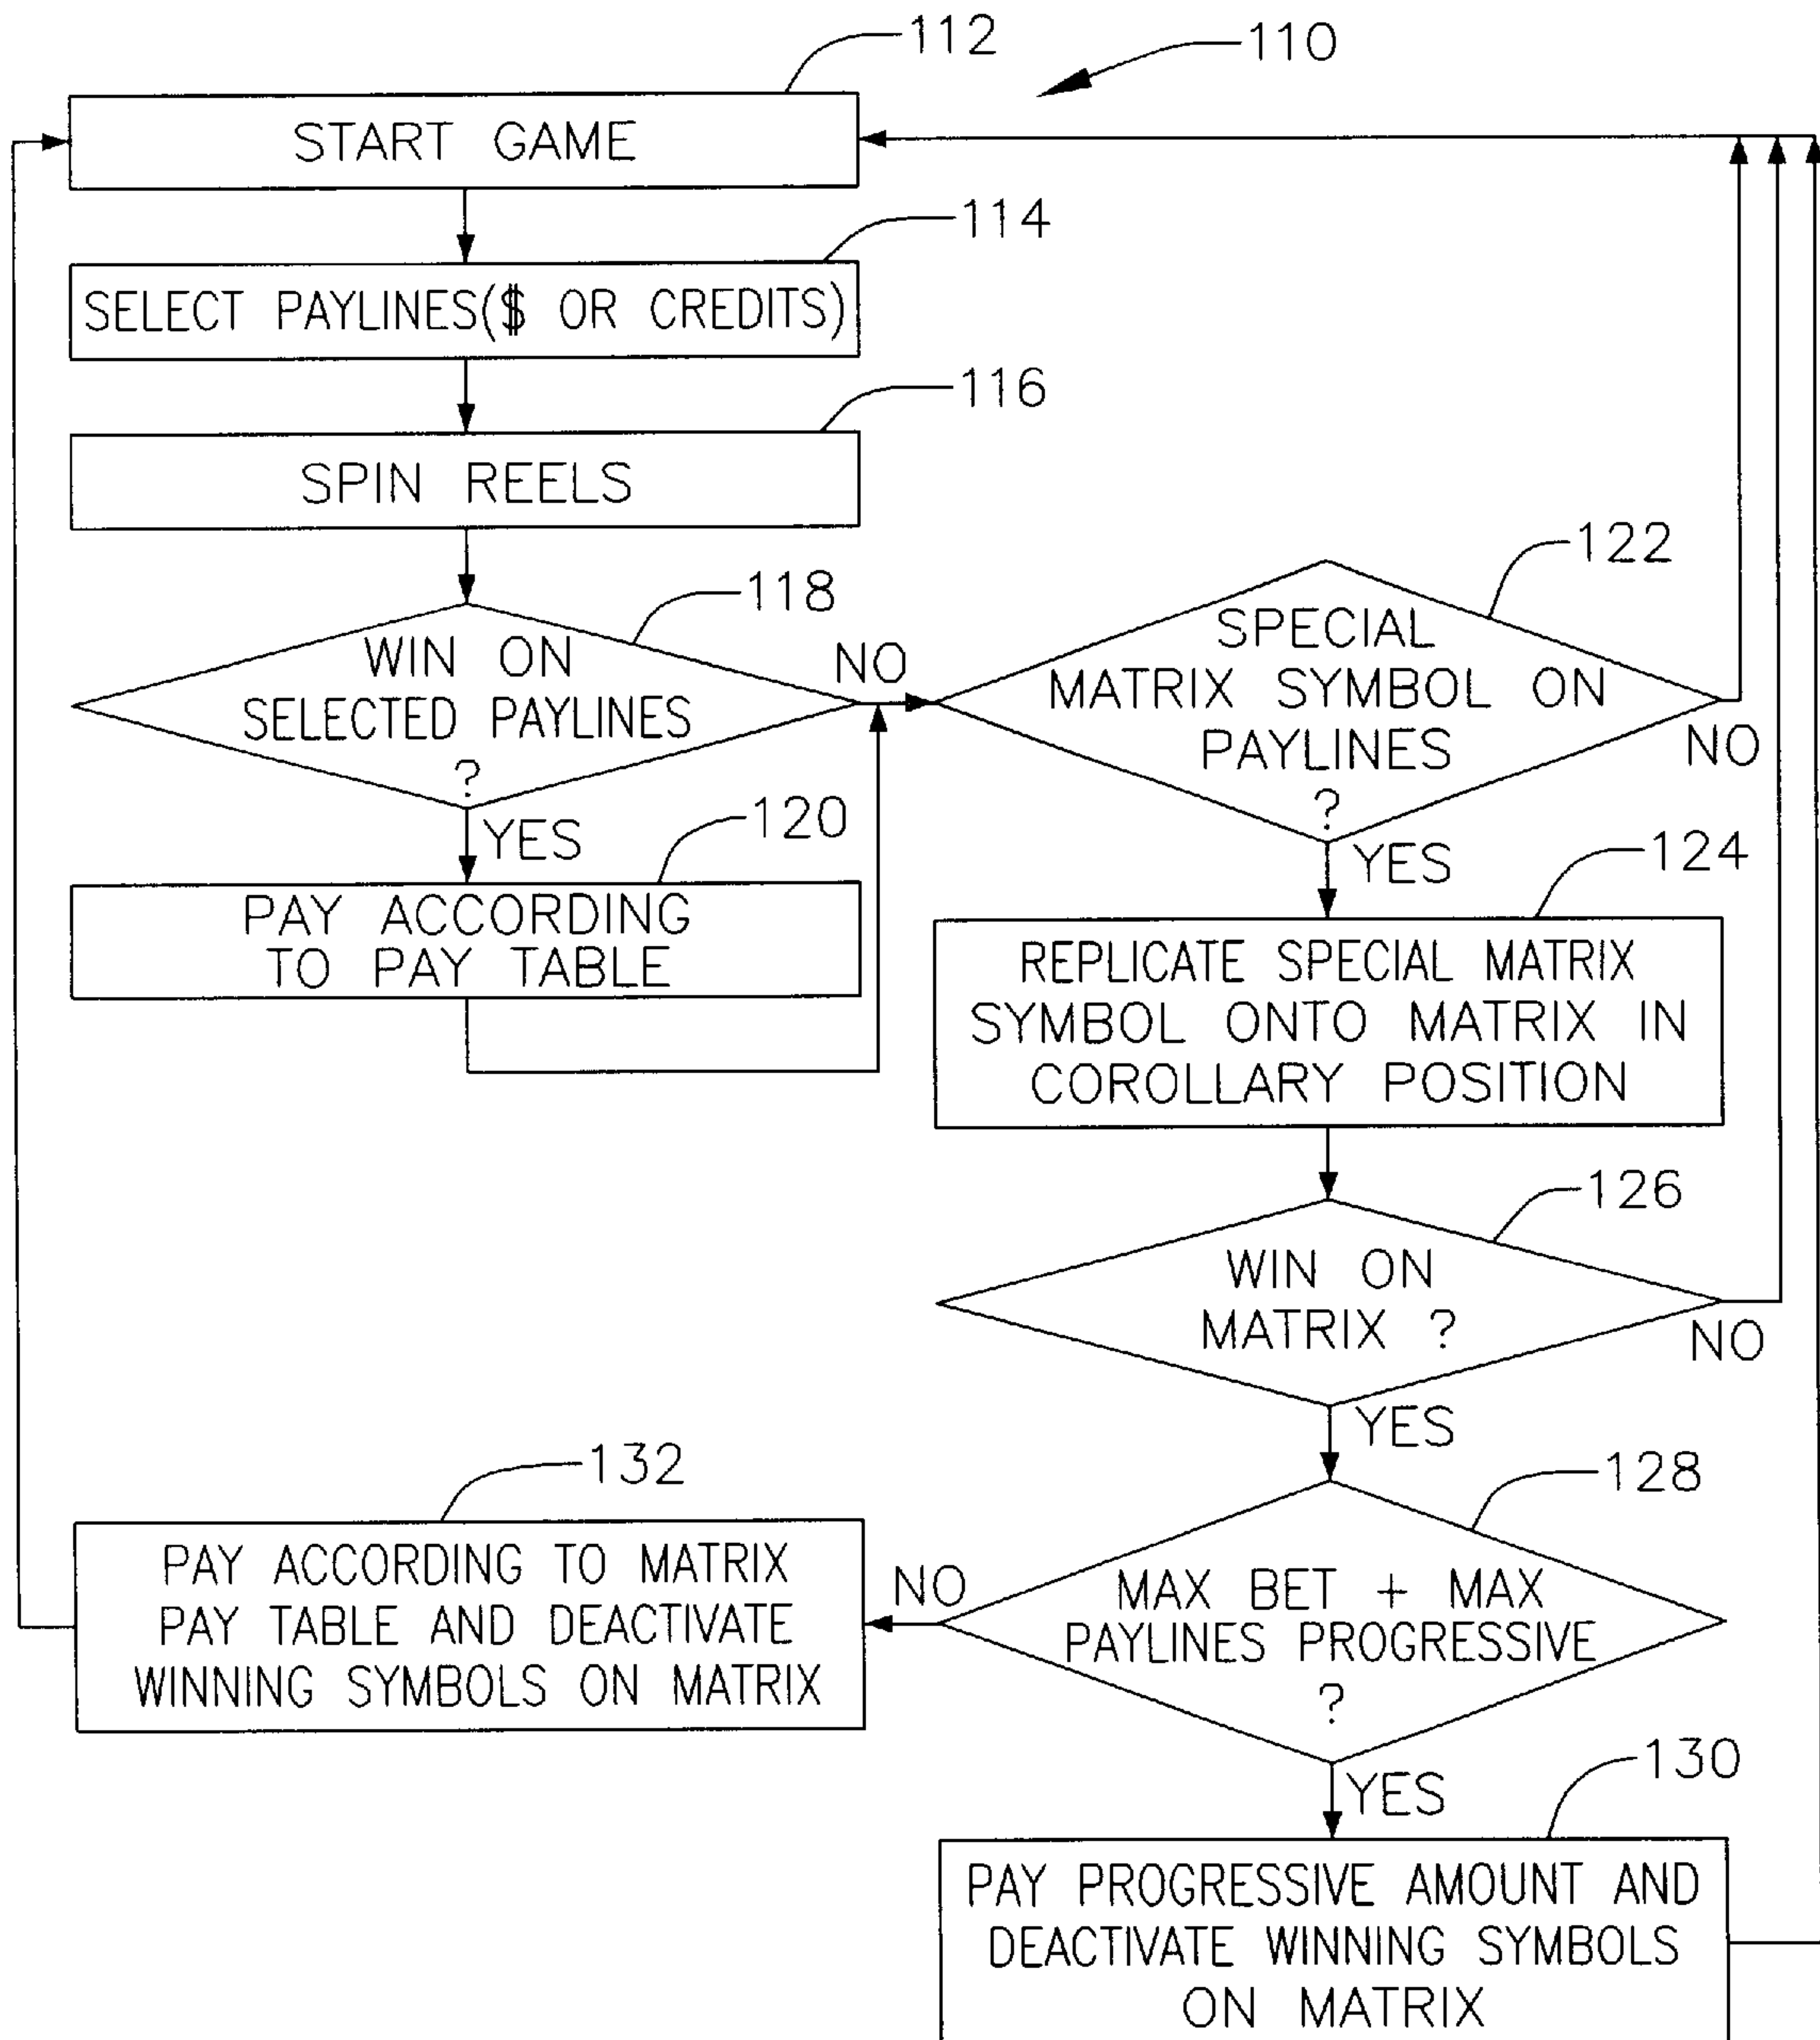 112
110
START GAME
114
SELECT PAYLINES($ OR CREDITS)
116
SPIN REELS
118
WIN ON
SELECTED PAYLINES
?
NO
YES
120
PAY ACCORDING
TO PAY TABLE
122
SPECIAL
MATRIX SYMBOL ON
PAYLINES
?
NO
YES
124
REPLICATE SPECIAL MATRIX
SYMBOL ONTO MATRIX IN
COROLLARY POSITION
126
WIN ON
MATRIX ?
NO
YES
128
MAX BET + MAX
PAYLINES PROGRESSIVE
?
NO
YES
132
PAY ACCORDING TO MATRIX
PAY TABLE AND DEACTIVATE
WINNING SYMBOLS ON MATRIX
130
PAY PROGRESSIVE AMOUNT AND
DEACTIVATE WINNING SYMBOLS
ON MATRIX